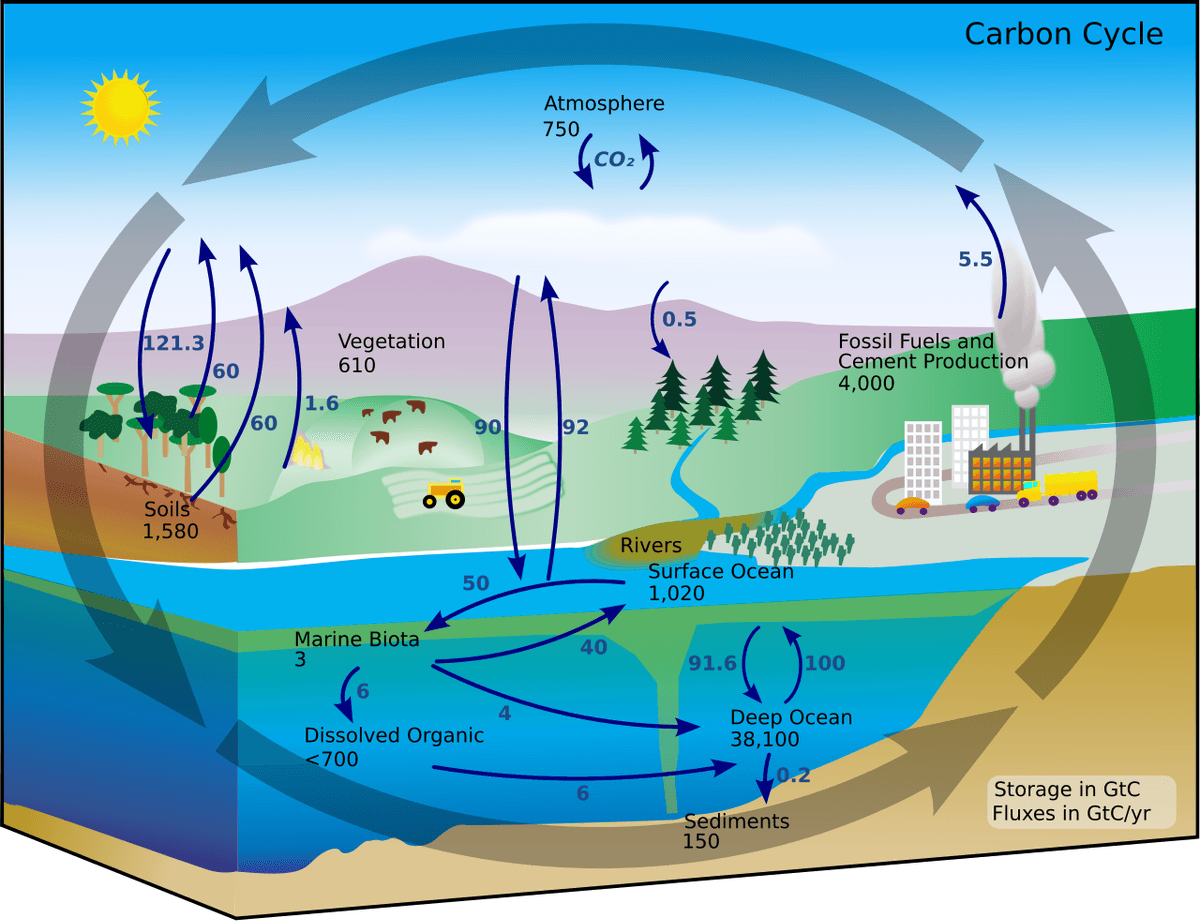 Carbon Cycle
Atmosphere
750
CO₂
5.5
121.3
60
60
1.6
Vegetation
610
0.5
Fossil Fuels and
Cement Production
4,000
90
92
Soils
1,580
Rivers
Surface Ocean
1,020
50
Marine Biota
3
40
91.6
100
6
4
Deep Ocean
38,100
Dissolved Organic
<700
6
0.2
Storage in GtC
Fluxes in GtC/yr
Sediments
150